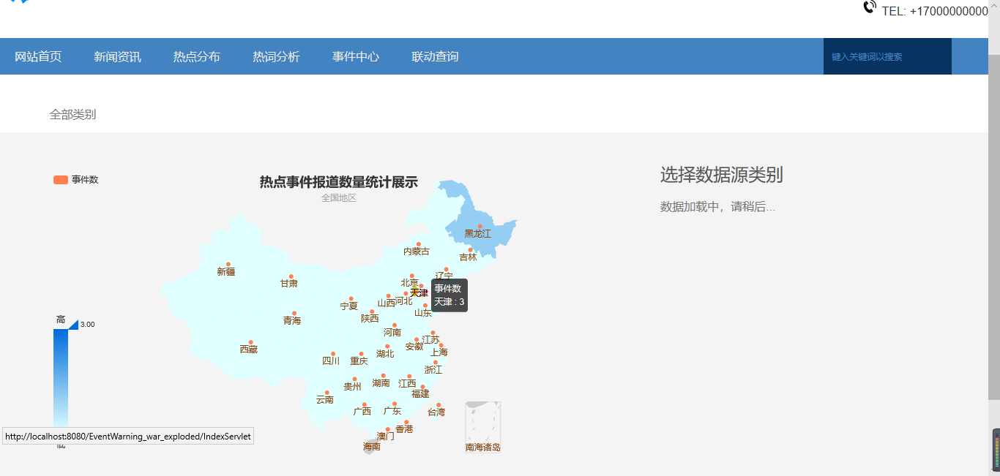 TEL: +17000000000
网站首页 新闻资讯 热点分布 热词分析 事件中心 联动查询 键入关键词以搜索
全部类别
选择数据源类别
数据加载中，请稍后...
事件数
热点事件报道数量统计展示
全国地区
黑龙江
内蒙古
吉林
新疆
甘肃
辽宁
北京
天津
事件数
天津 : 3
宁夏
山西
河北
山东
陕西
青海
高
3.00
河南
西藏
安徽
江苏
上海
四川
重庆
湖北
浙江
贵州
湖南
江西
福建
云南
广西
广东
台湾
香港
澳门
海南
南海诸岛
http://localhost:8080/EventWarning_war_exploded/IndexServlet